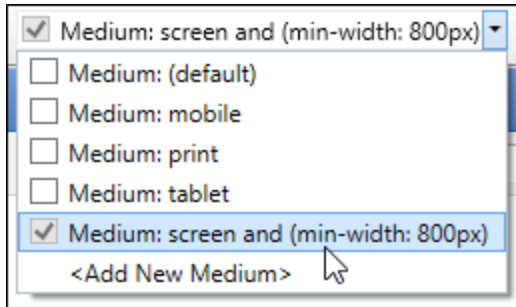 Medium: screen and (min-width: 800px)
Medium: (default)
Medium: mobile
Medium: print
Medium: tablet
Medium: screen and (min-width: 800px)
<Add New Medium>